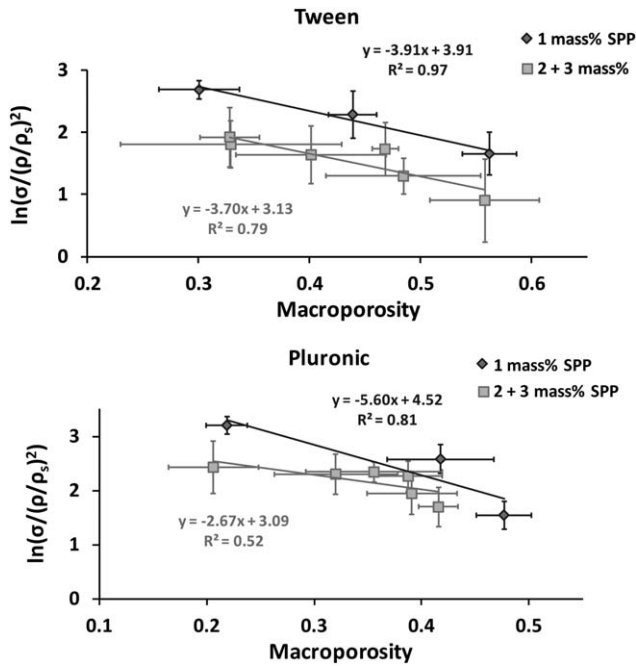 Tween
y = -3.91x + 3.91
R² = 0.97
1 mass% SPP
2 + 3 mass%
ln(σ/(ρ/ρₛ)²)
3
2
1
0
y = -3.70x + 3.13
R² = 0.79
0.2 0.3 0.4 0.5 0.6
Macroporosity
Pluronic
1 mass% SPP
2 + 3 mass% SPP
y = -5.60x + 4.52
R² = 0.81
ln(σ/(ρ/ρₛ)²)
3
2
1
0
y = -2.67x + 3.09
R² = 0.52
0.1 0.2 0.3 0.4 0.5
Macroporosity